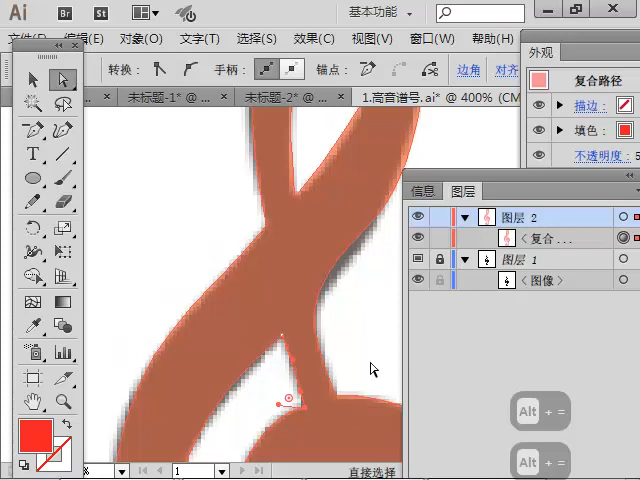 Ai Br St 基本功能
文件(F) 编辑(E) 对象(O) 文字(T) 选择(S) 效果(C) 视图(V) 窗口(W) 帮助(H)
转换： 手柄： 锚点： 边角 对齐
未标题-1* @ ... × 未标题-2* @ ... × 1.高音谱号.ai* @ 400% (CM
外观
复合路径
描边：
填色：
不透明度：5
信息 图层
图层 2
〈复合...
图层 1
〈图像〉
Alt + =
Alt + =
% 1 直接选择